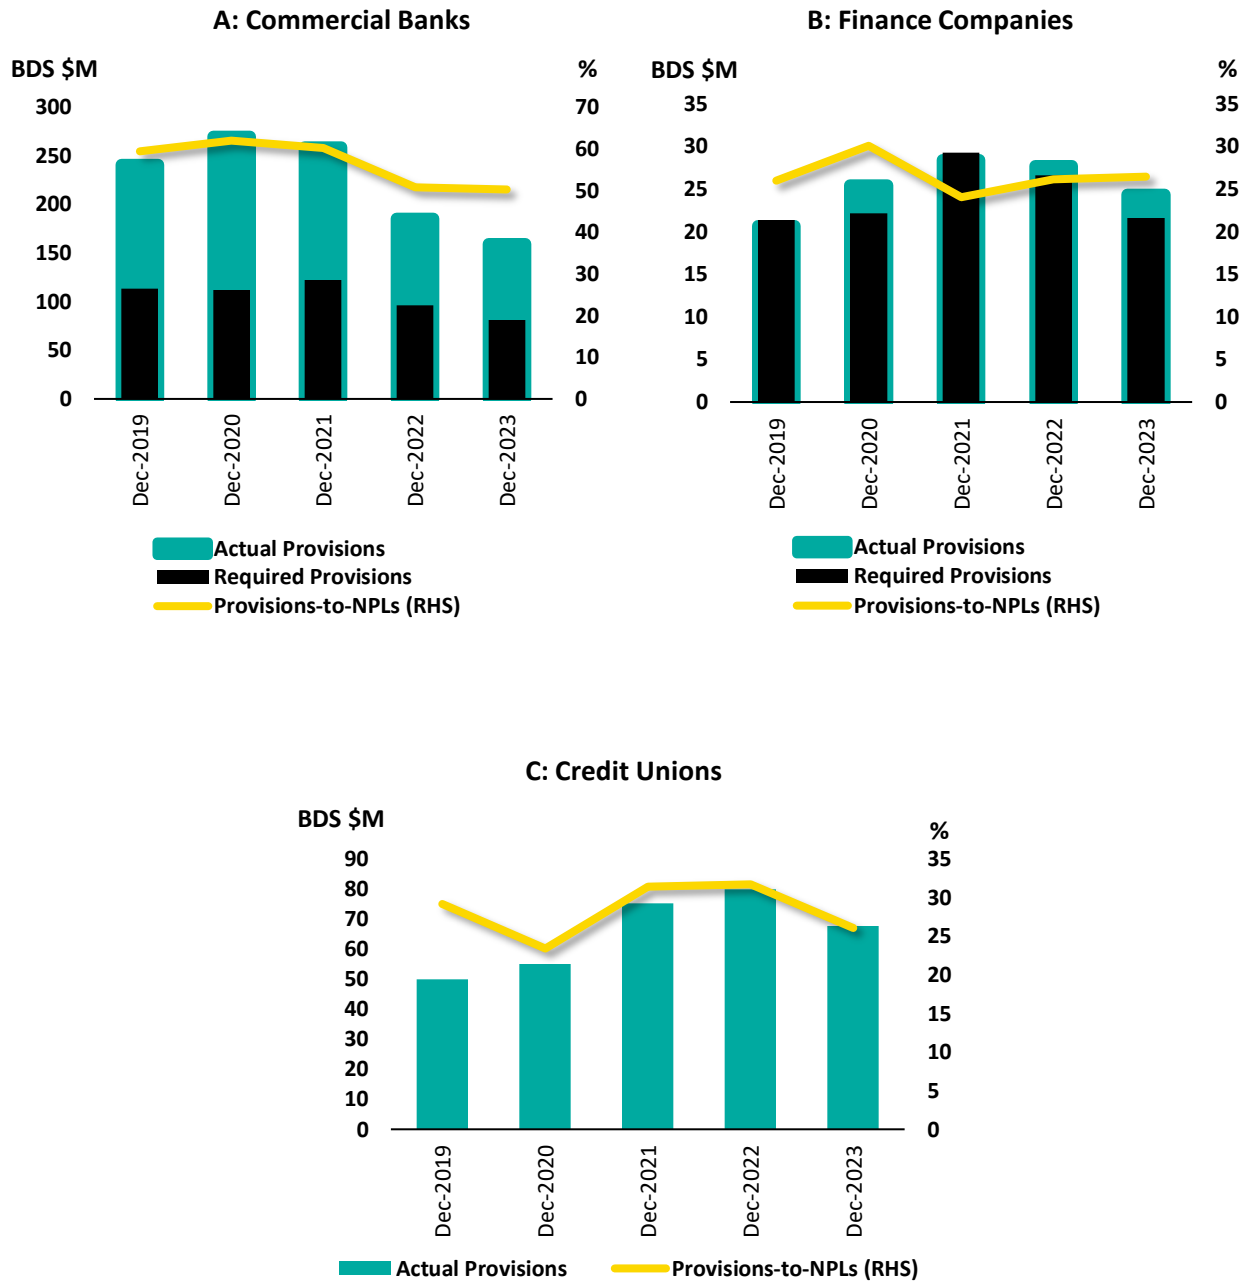 A: Commercial Banks
BDS $M
%
300
250
200
150
100
50
0
70
60
50
40
30
20
10
0
Dec-2019
Dec-2020
Dec-2021
Dec-2022
Dec-2023
Actual Provisions
Required Provisions
Provisions-to-NPLs (RHS)
B: Finance Companies
BDS $M
%
35
30
25
20
15
10
5
0
35
30
25
20
15
10
5
0
Dec-2019
Dec-2020
Dec-2021
Dec-2022
Dec-2023
Actual Provisions
Required Provisions
Provisions-to-NPLs (RHS)
C: Credit Unions
BDS $M
%
90
80
70
60
50
40
30
20
10
0
35
30
25
20
15
10
5
0
Dec-2019
Dec-2020
Dec-2021
Dec-2022
Dec-2023
Actual Provisions
Provisions-to-NPLs (RHS)